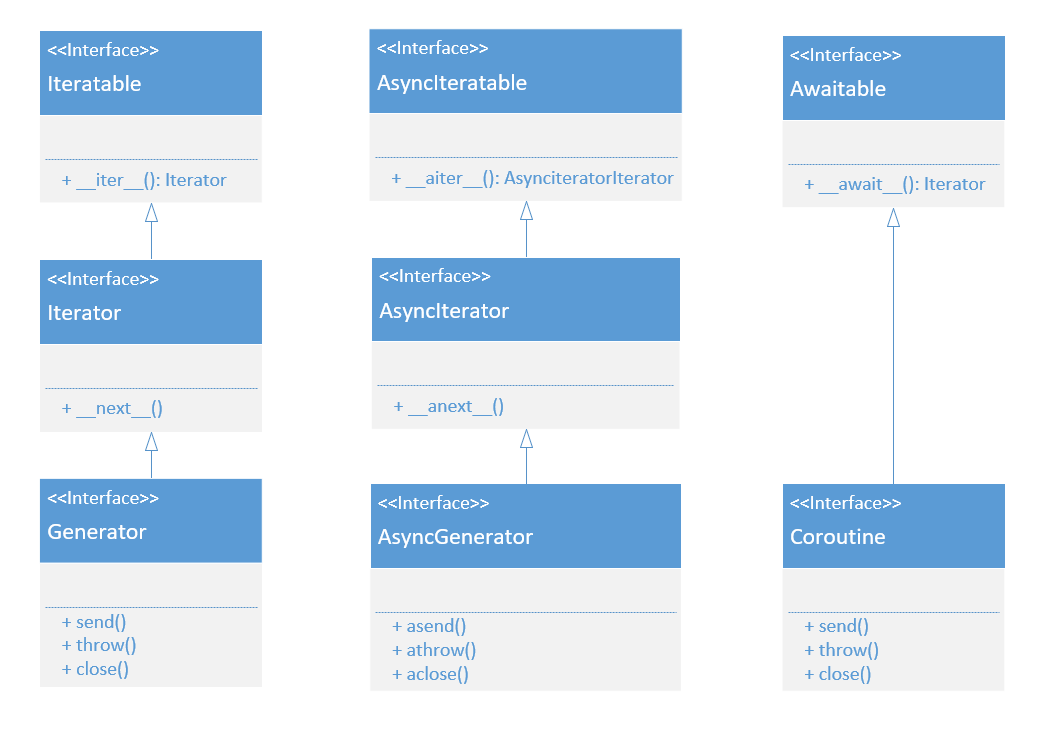 <<Interface>>
Iteratable
+ __iter__(): Iterator
<<Interface>>
Iterator
+ __next__()
<<Interface>>
Generator
+ send()
+ throw()
+ close()
<<Interface>>
AsyncIteratable
+ __aiter__(): AsynciteratorIterator
<<Interface>>
AsyncIterator
+ __anext__()
<<Interface>>
AsyncGenerator
+ asend()
+ athrow()
+ aclose()
<<Interface>>
Awaitable
+ __await__(): Iterator
<<Interface>>
Coroutine
+ send()
+ throw()
+ close()